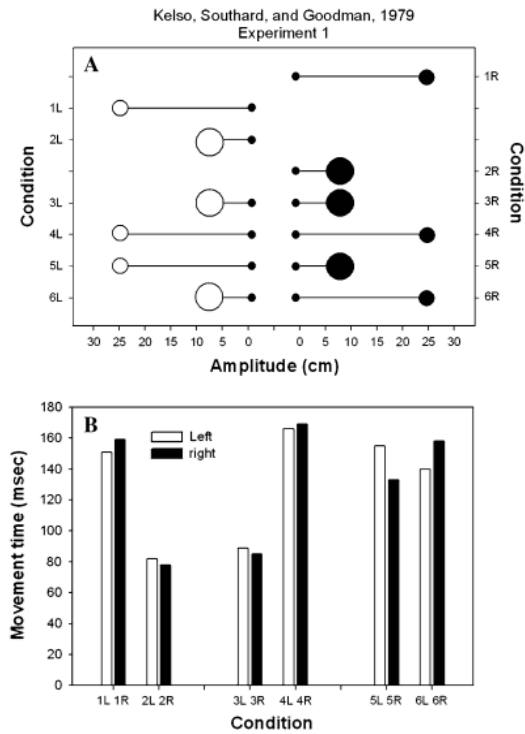 Kelso, Southard, and Goodman, 1979
Experiment 1
A
1R
1L
2L
2R
3L
3R
4L
4R
5L
5R
6L
6R
Condition
Condition
30 25 20 15 10 5 0 0 5 10 15 20 25 30
Amplitude (cm)
B
Left
right
180
160
140
120
100
80
60
40
20
0
Movement time (msec)
1L 1R 2L 2R 3L 3R 4L 4R 5L 5R 6L 6R
Condition